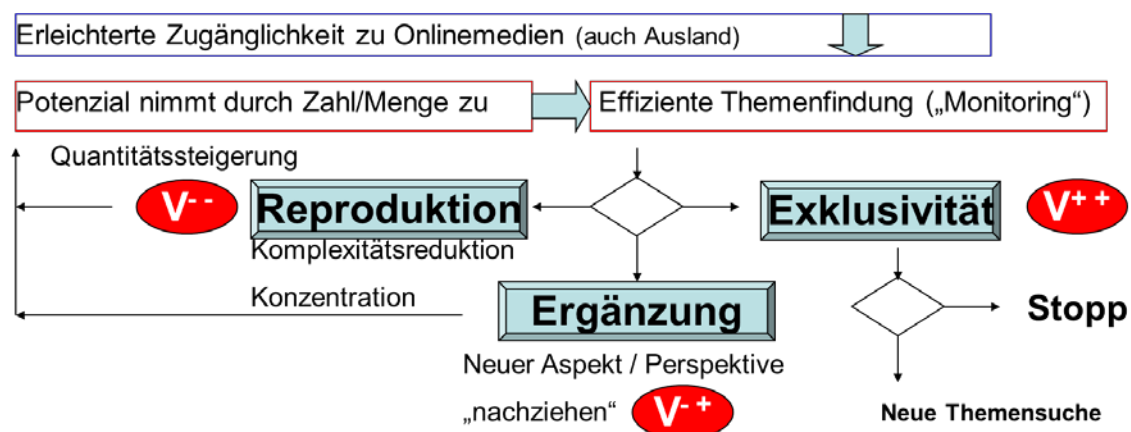 Erleichterte Zugänglichkeit zu Onlinemedien (auch Ausland)
Potenzial nimmt durch Zahl/Menge zu
Effiziente Themenfindung („Monitoring“)
Quantitätssteigerung
V- -
Reproduktion
Exklusivität
V+ +
Komplexitätsreduktion
Konzentration
Ergänzung
Stopp
Neuer Aspekt / Perspektive
„nachziehen“
V- +
Neue Themensuche